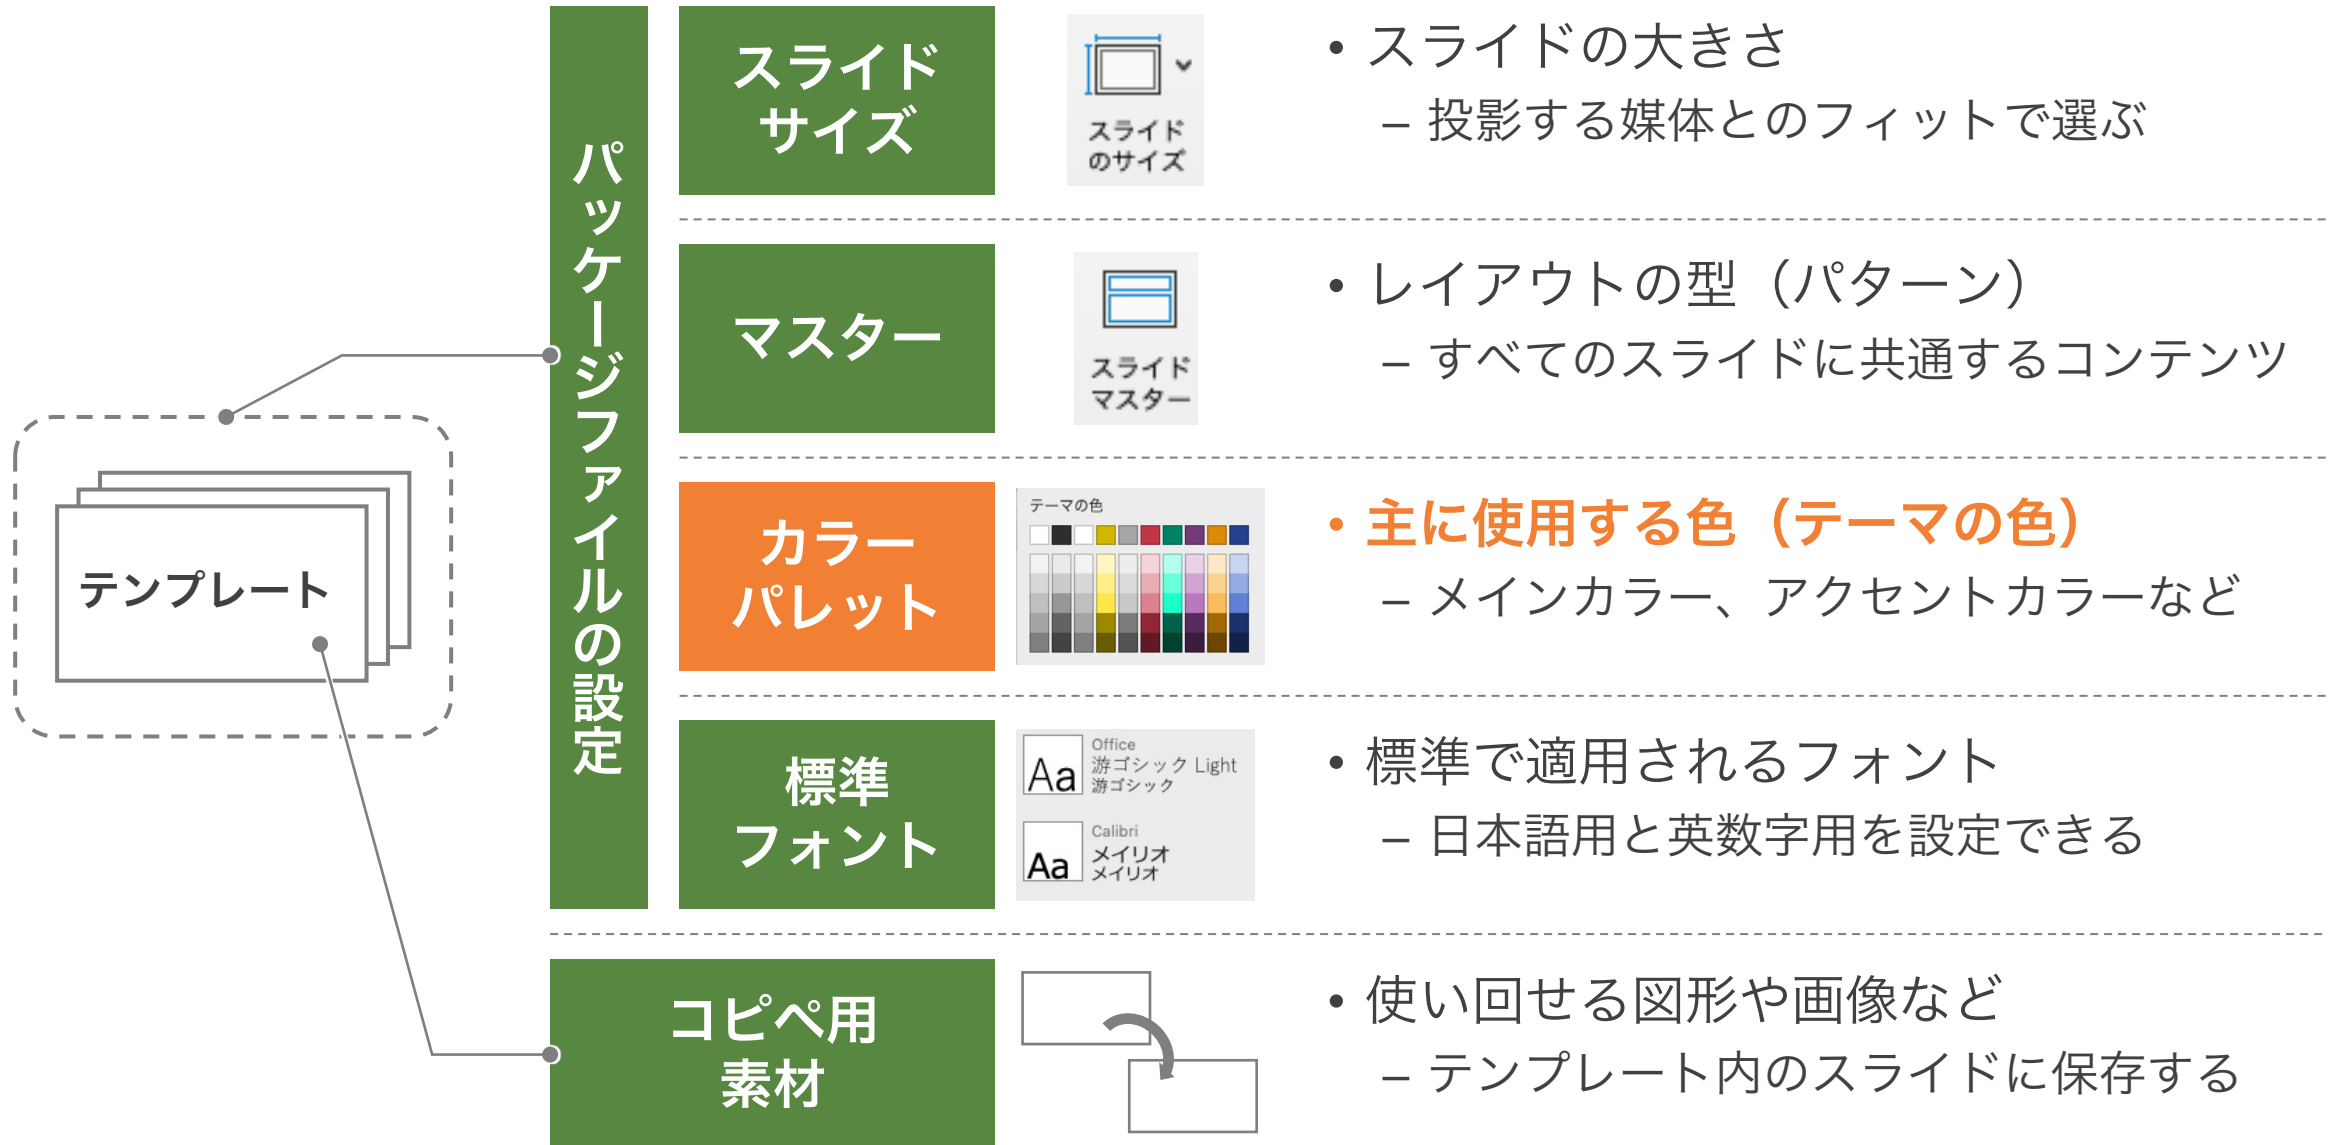 テンプレート
パッケージファイルの設定
スライド
サイズ
スライド
のサイズ
• スライドの大きさ
– 投影する媒体とのフィットで選ぶ
マスター
スライド
マスター
• レイアウトの型（パターン）
– すべてのスライドに共通するコンテンツ
カラー
パレット
テーマの色
• 主に使用する色（テーマの色）
– メインカラー、アクセントカラーなど
標準
フォント
Aa
Office
游ゴシック Light
游ゴシック
Aa
Calibri
メイリオ
メイリオ
• 標準で適用されるフォント
– 日本語用と英数字用を設定できる
コピペ用
素材
• 使い回せる図形や画像など
– テンプレート内のスライドに保存する